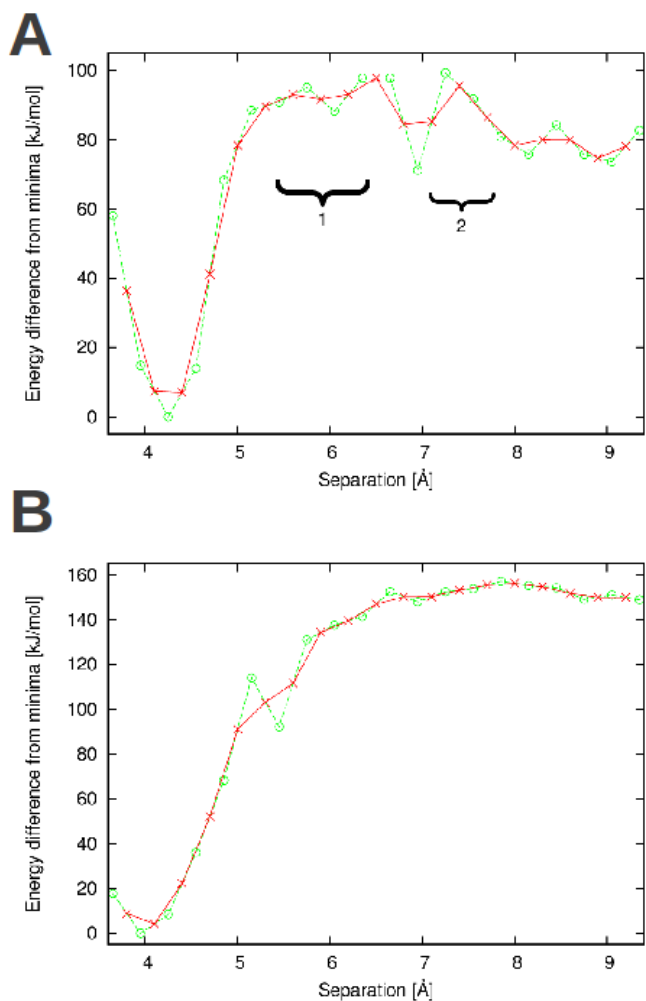 A
Energy difference from minima [kJ/mol]
100
80
60
40
20
0
1
2
4 5 6 7 8 9
Separation [Å]
B
Energy difference from minima [kJ/mol]
160
140
120
100
80
60
40
20
0
4 5 6 7 8 9
Separation [Å]